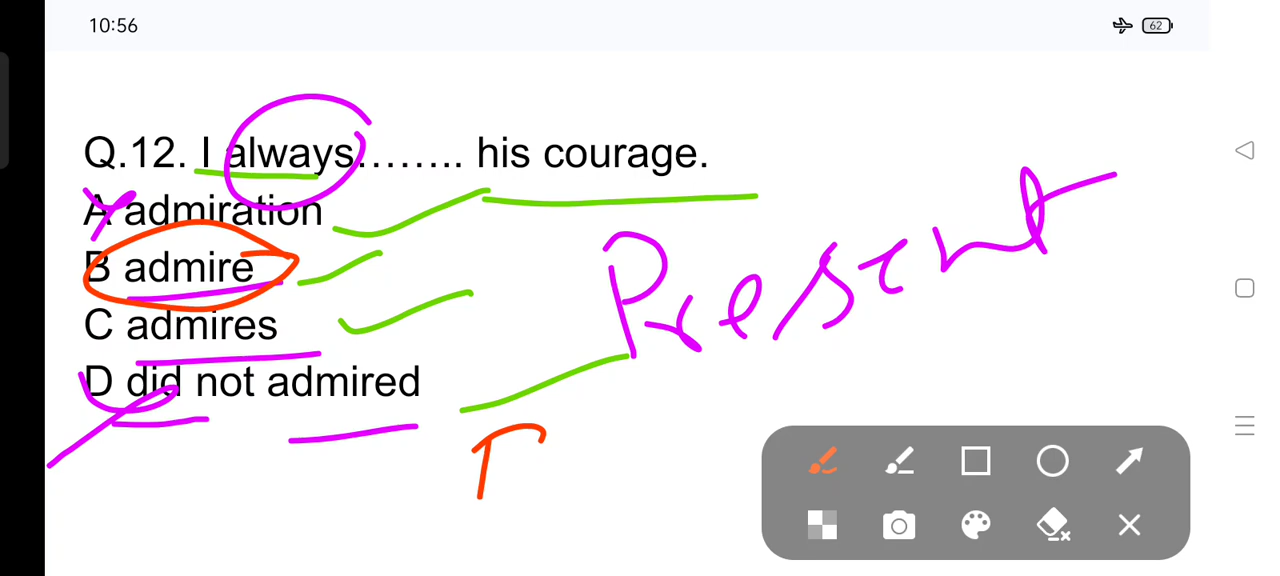 10:56
62
Q.12. I always........ his courage.
A admiration
B admire
C admires
D did not admired
Present
I